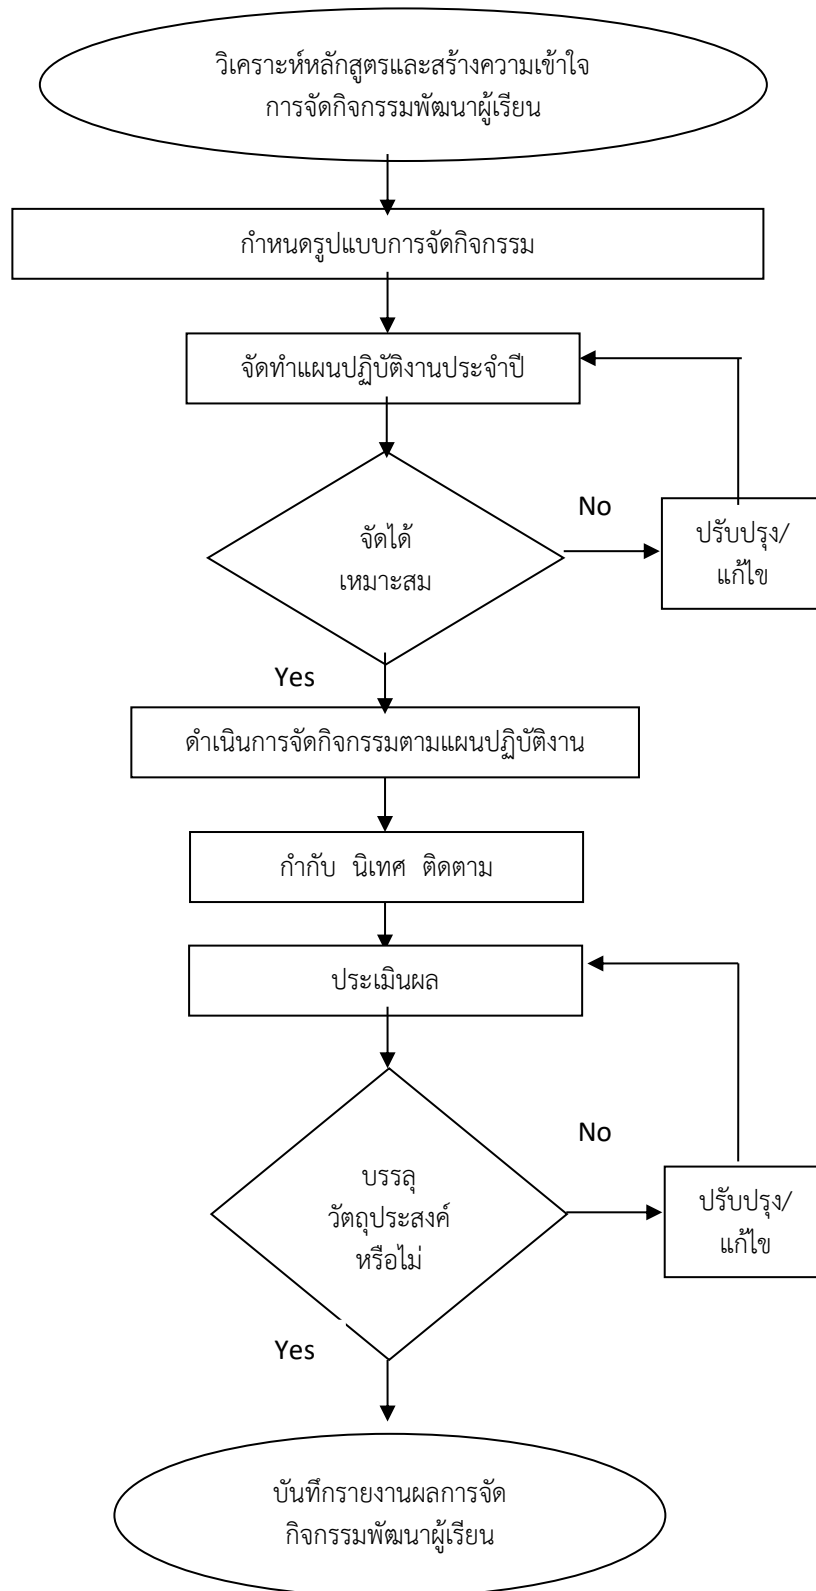 วิเคราะห์หลักสูตรและสร้างความเข้าใจ
การจัดกิจกรรมพัฒนาผู้เรียน
กำหนดรูปแบบการจัดกิจกรรม
จัดทำแผนปฏิบัติงานประจำปี
จัดได้
เหมาะสม
No
ปรับปรุง/
แก้ไข
Yes
ดำเนินการจัดกิจกรรมตามแผนปฏิบัติงาน
กำกับ นิเทศ ติดตาม
ประเมินผล
บรรลุ
วัตถุประสงค์
หรือไม่
No
ปรับปรุง/
แก้ไข
Yes
บันทึกรายงานผลการจัด
กิจกรรมพัฒนาผู้เรียน